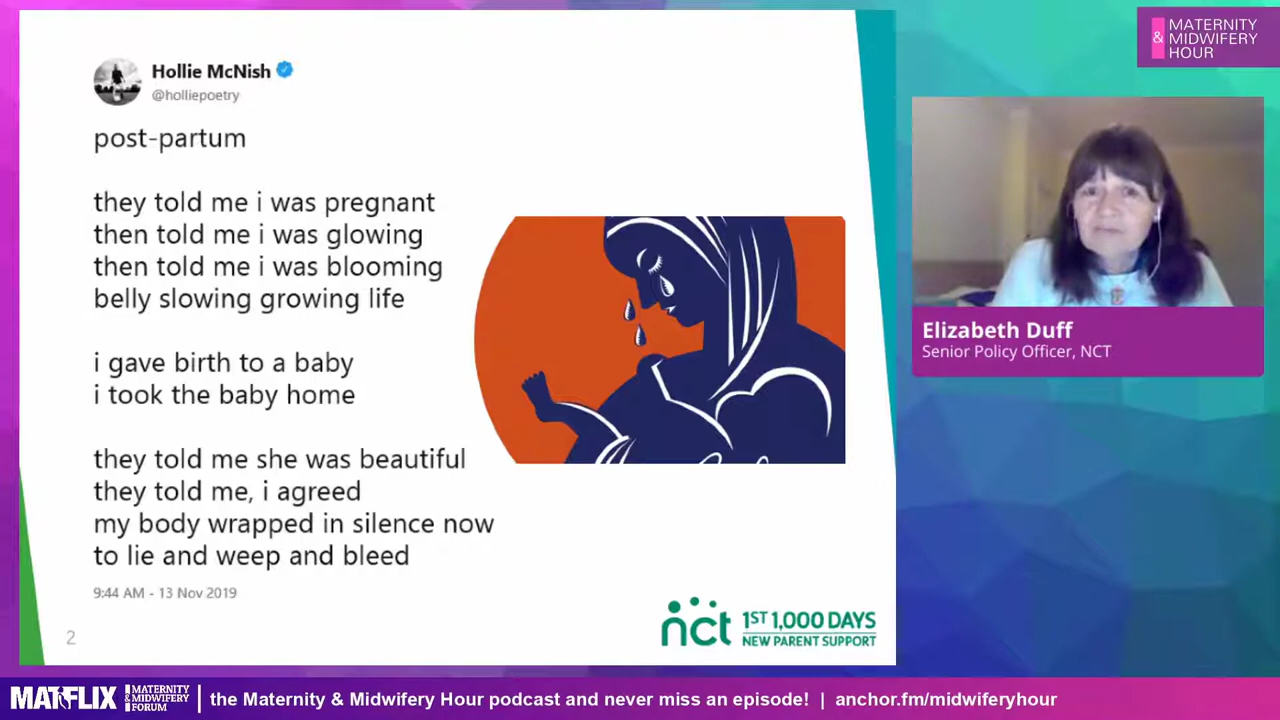 Hollie McNish
@holliepoetry
post-partum
they told me i was pregnant
then told me i was glowing
then told me i was blooming
belly slowing growing life
i gave birth to a baby
i took the baby home
they told me she was beautiful
they told me, i agreed
my body wrapped in silence now
to lie and weep and bleed
9:44 AM - 13 Nov 2019
2
nct 1ST 1,000 DAYS
NEW PARENT SUPPORT
MATERNITY
& MIDWIFERY
HOUR
Elizabeth Duff
Senior Policy Officer, NCT
MATFLIX
MATERNITY
& MIDWIFERY
FORUM
the Maternity & Midwifery Hour podcast and never miss an episode! | anchor.fm/midwiferyhour